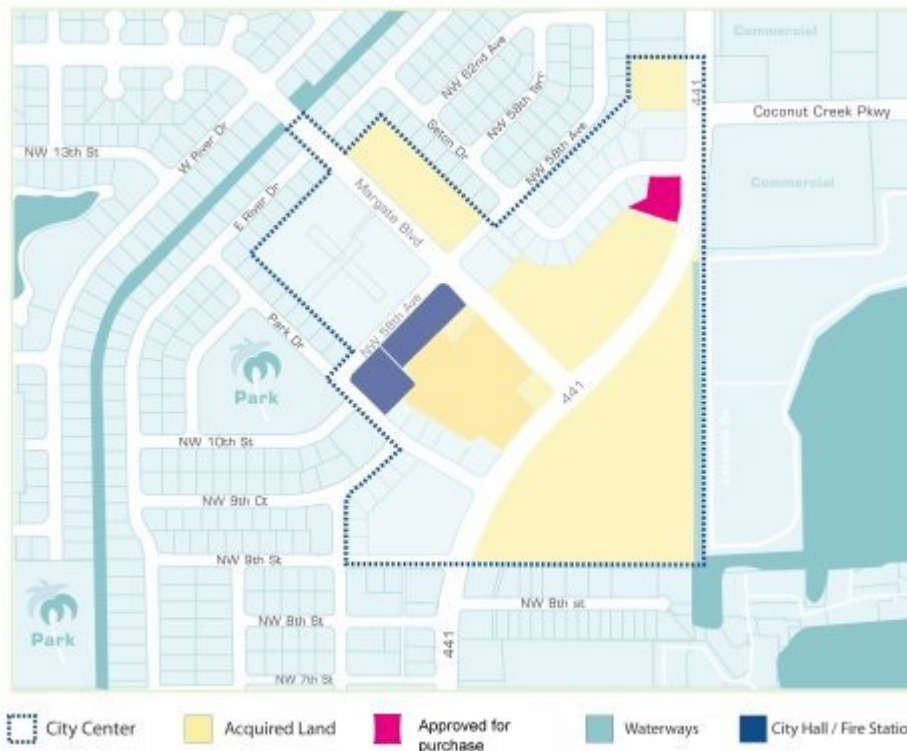 Commercial
NW 62nd Ave
441
Coconut Creek Pkwy
NW 58th Terr
Seton Dr
NW 13th St
W River Dr
NW 58th Ave
Commercial
E River Dr
Margate Blvd
NW 58th Ave
Park Dr
Park
441
NW 10th St
NW 9th Ct
NW 9th St
NW 8th st
Park
NW 8th St
441
NW 7th St
City Center
Acquired Land
Approved for
purchase
Waterways
City Hall / Fire Statio